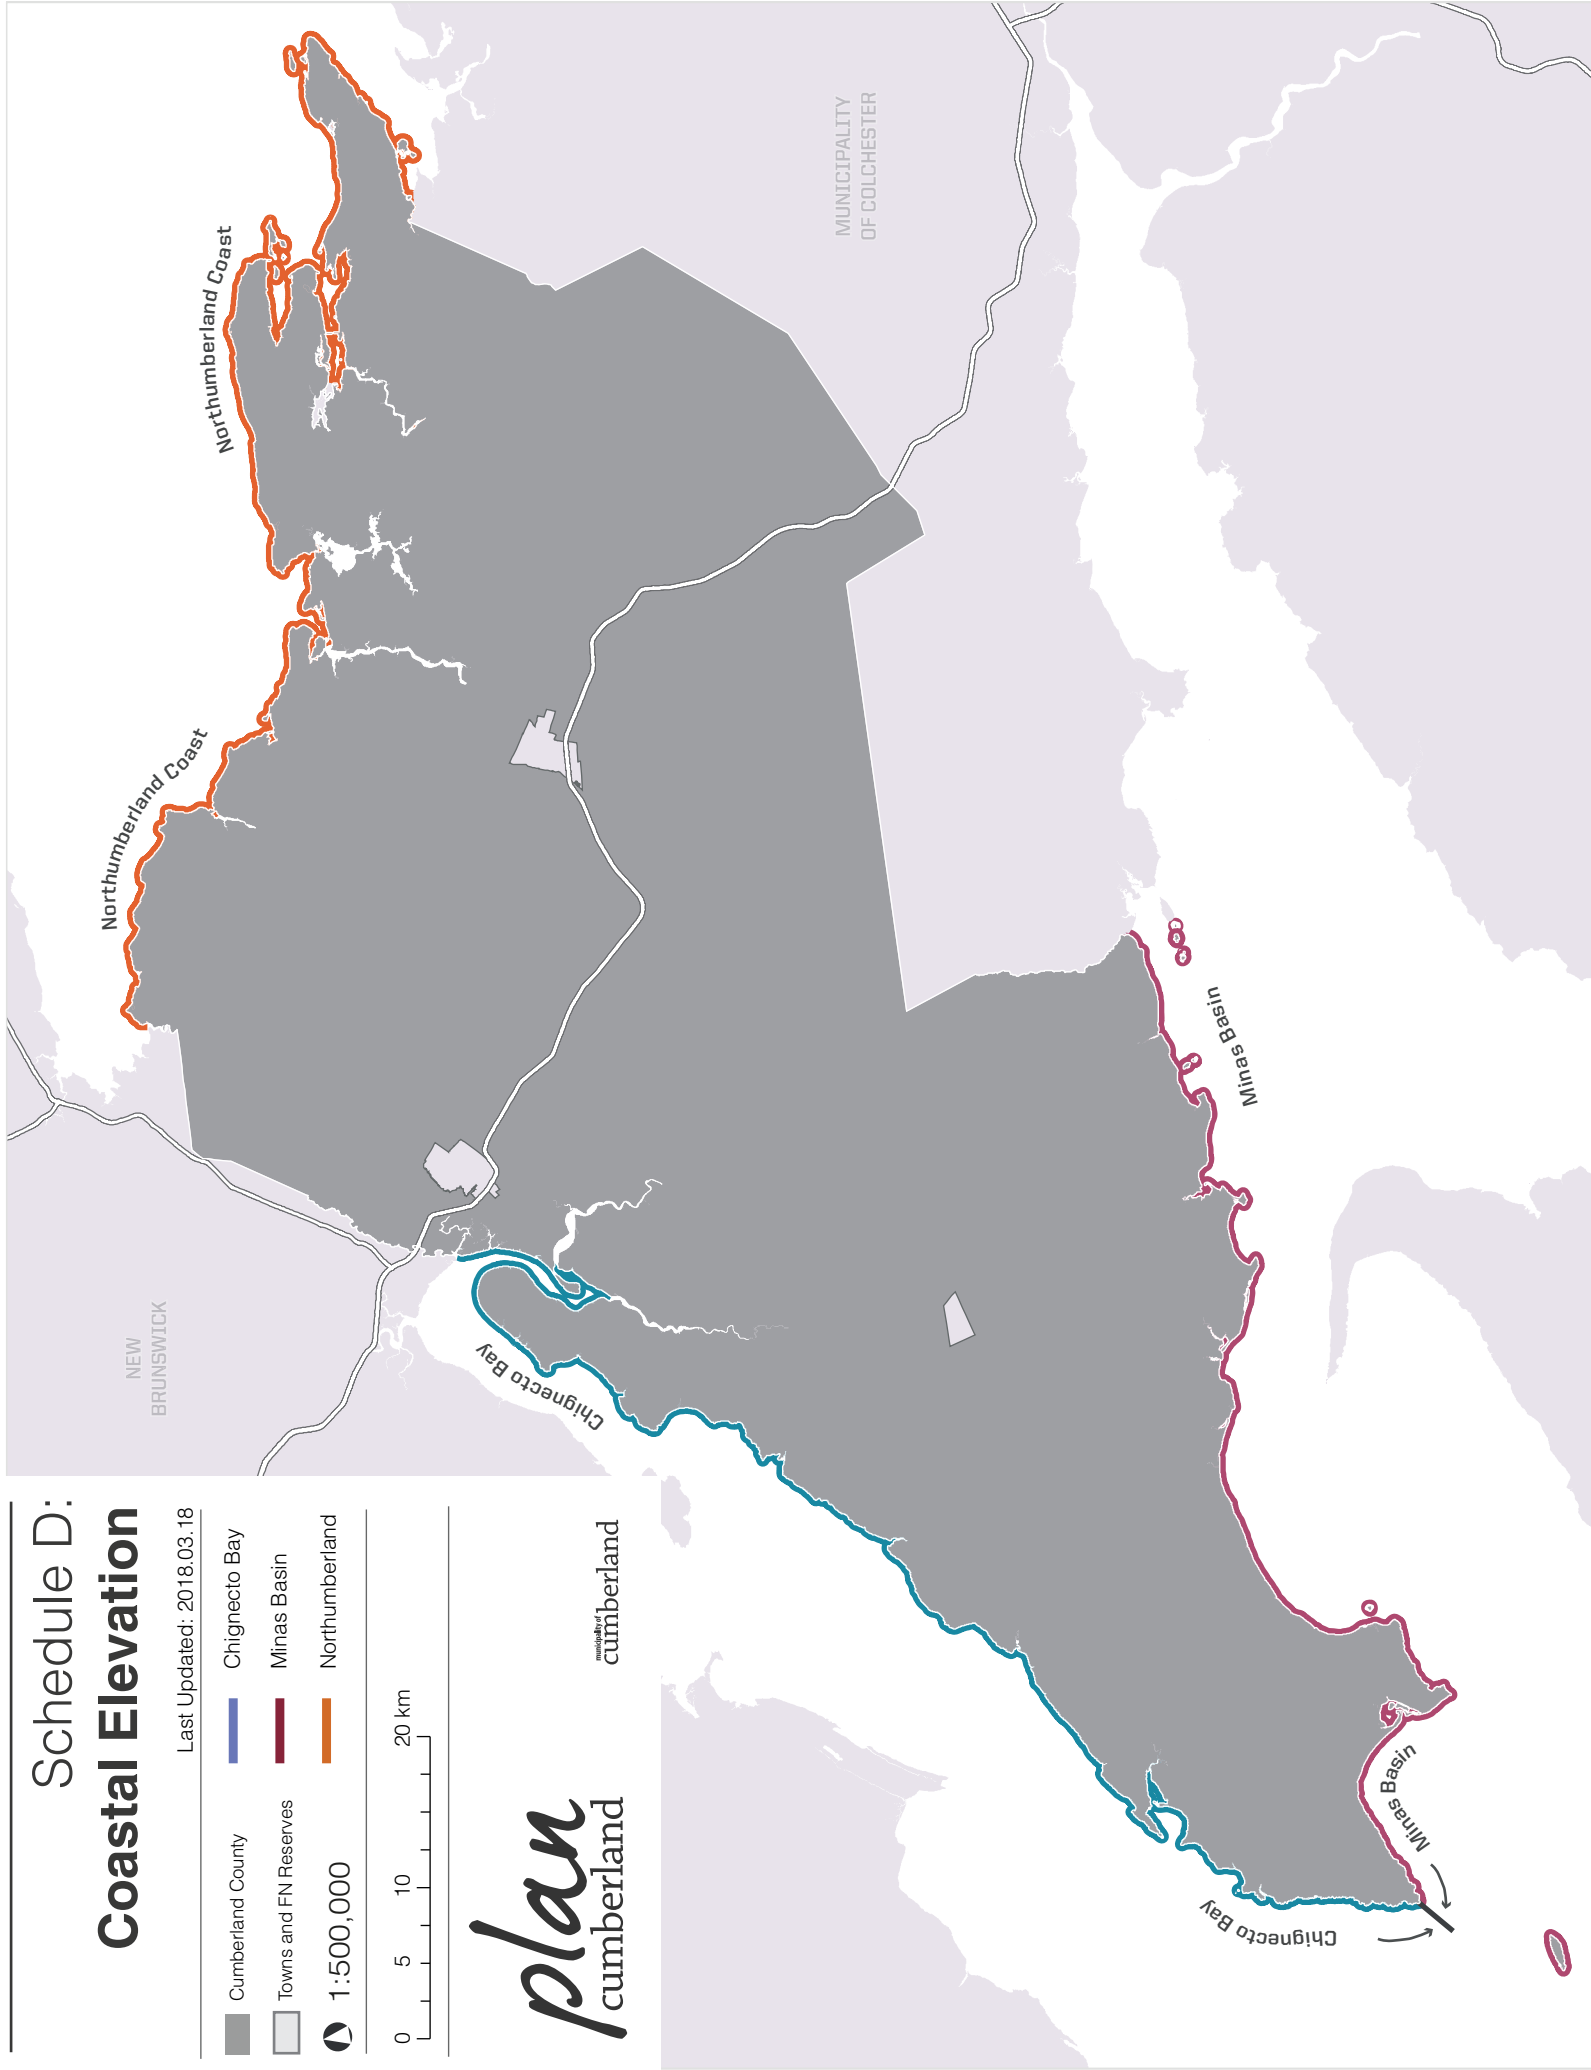 Schedule D:
Coastal Elevation
Last Updated: 2018.03.18
Cumberland County
Towns and FN Reserves
1:500,000
Chignecto Bay
Minas Basin
Northumberland
0 5 10 20 km
plan
cumberland
municipality of
cumberland
NEW
BRUNSWICK
Northumberland Coast
Northumberland Coast
MUNICIPALITY
OF COLCHESTER
Chignecto Bay
Minas Basin
Chignecto Bay
Minas Basin